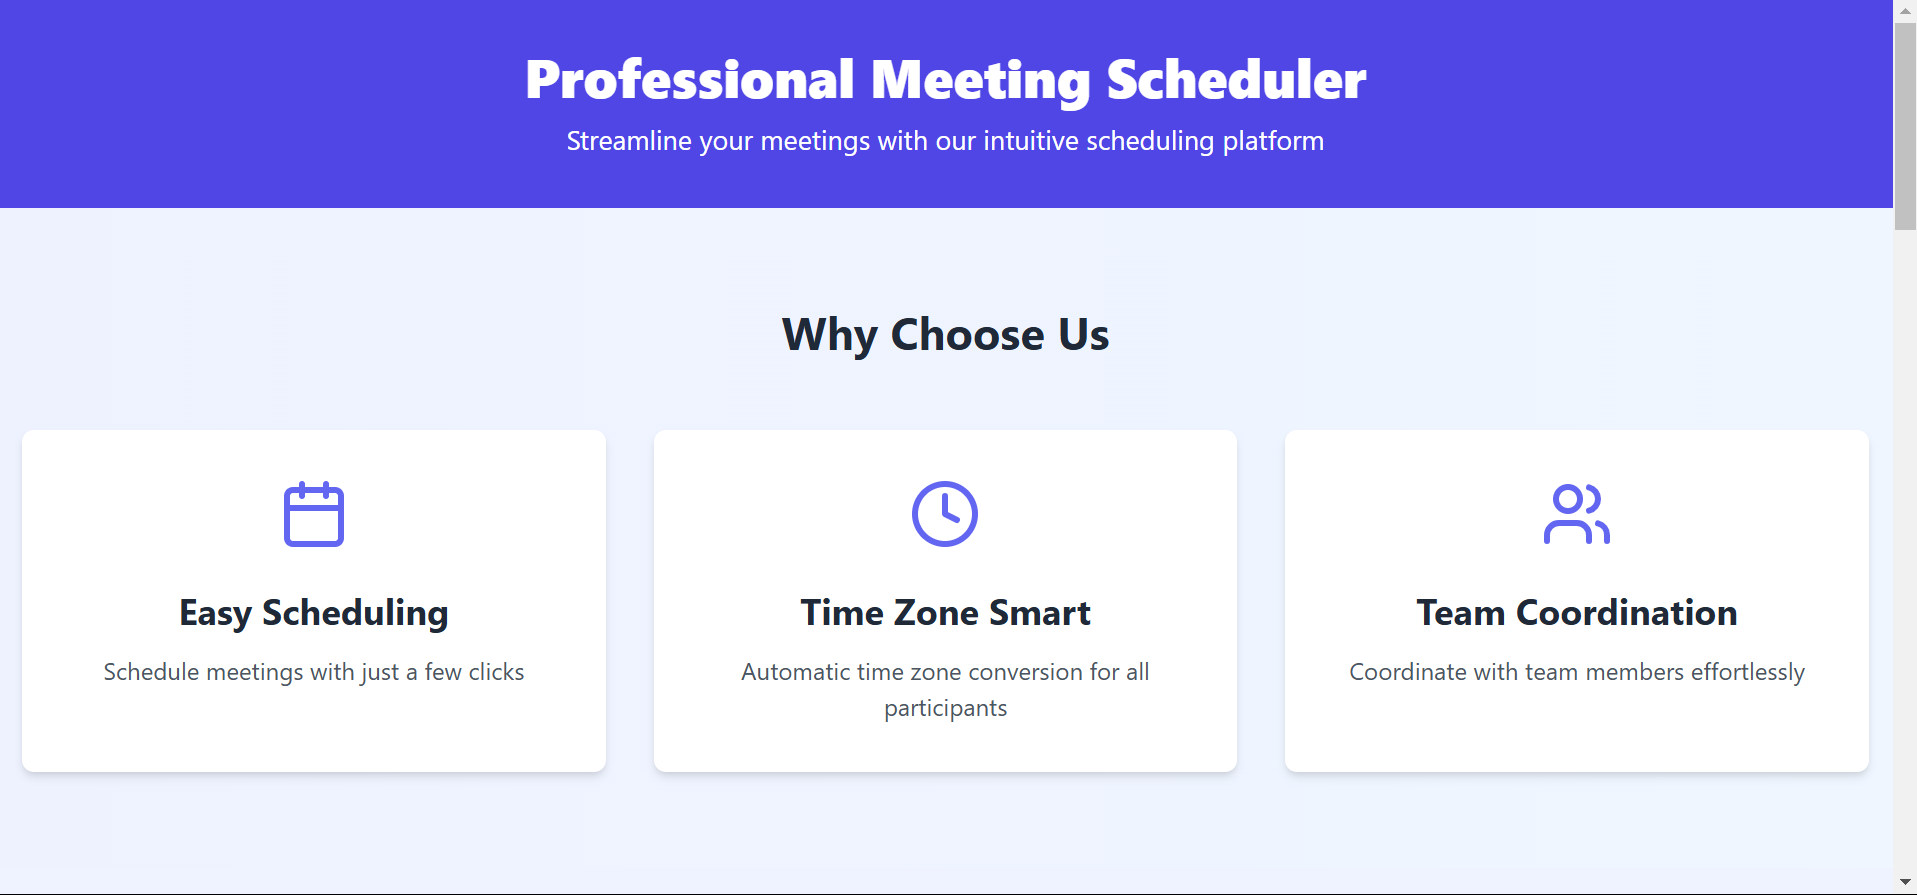 Professional Meeting Scheduler
Streamline your meetings with our intuitive scheduling platform
Why Choose Us
Easy Scheduling
Schedule meetings with just a few clicks
Time Zone Smart
Automatic time zone conversion for all
participants
Team Coordination
Coordinate with team members effortlessly